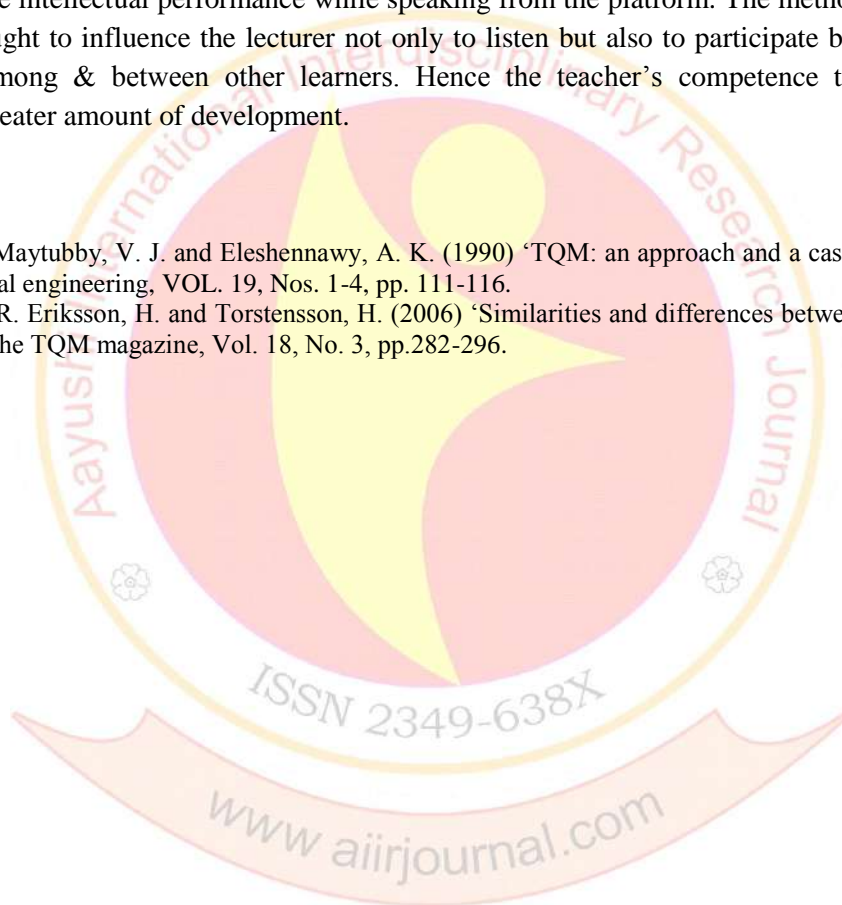 e intellectual performance while speaking from the platform. The metho
ght to influence the lecturer not only to listen but also to participate b
mong & between other learners. Hence the teacher's competence t
eater amount of development.
Maytubby, V. J. and Eleshennawy, A. K. (1990) ‘TQM: an approach and a cas
al engineering, VOL. 19, Nos. 1-4, pp. 111-116.
R. Eriksson, H. and Torstensson, H. (2006) ‘Similarities and differences betwe
he TQM magazine, Vol. 18, No. 3, pp.282-296.
Aayushi International Interdisciplinary Research Journal
ISSN 2349-638X
www aiirjournal.com